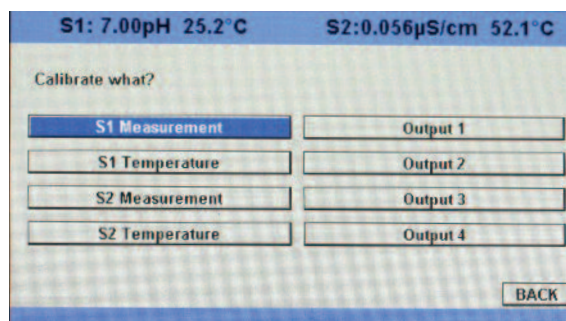 S1: 7.00pH 25.2°C S2:0.056µS/cm 52.1°C
Calibrate what?
S1 Measurement
S1 Temperature
S2 Measurement
S2 Temperature
Output 1
Output 2
Output 3
Output 4
BACK